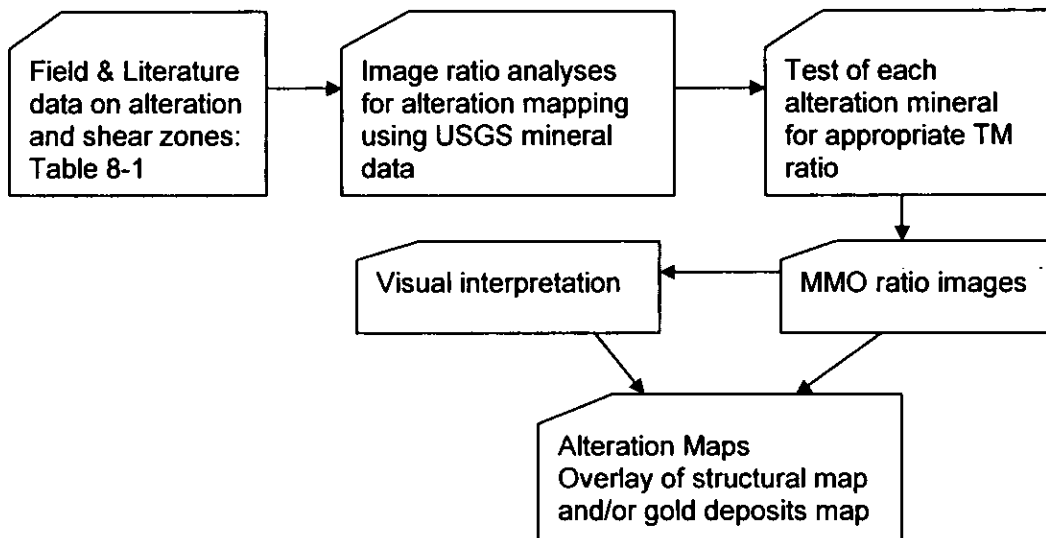 Field & Literature
data on alteration
and shear zones:
Table 8-1
Image ratio analyses
for alteration mapping
using USGS mineral
data
Test of each
alteration mineral
for appropriate TM
ratio
Visual interpretation
MMO ratio images
Alteration Maps
Overlay of structural map
and/or gold deposits map